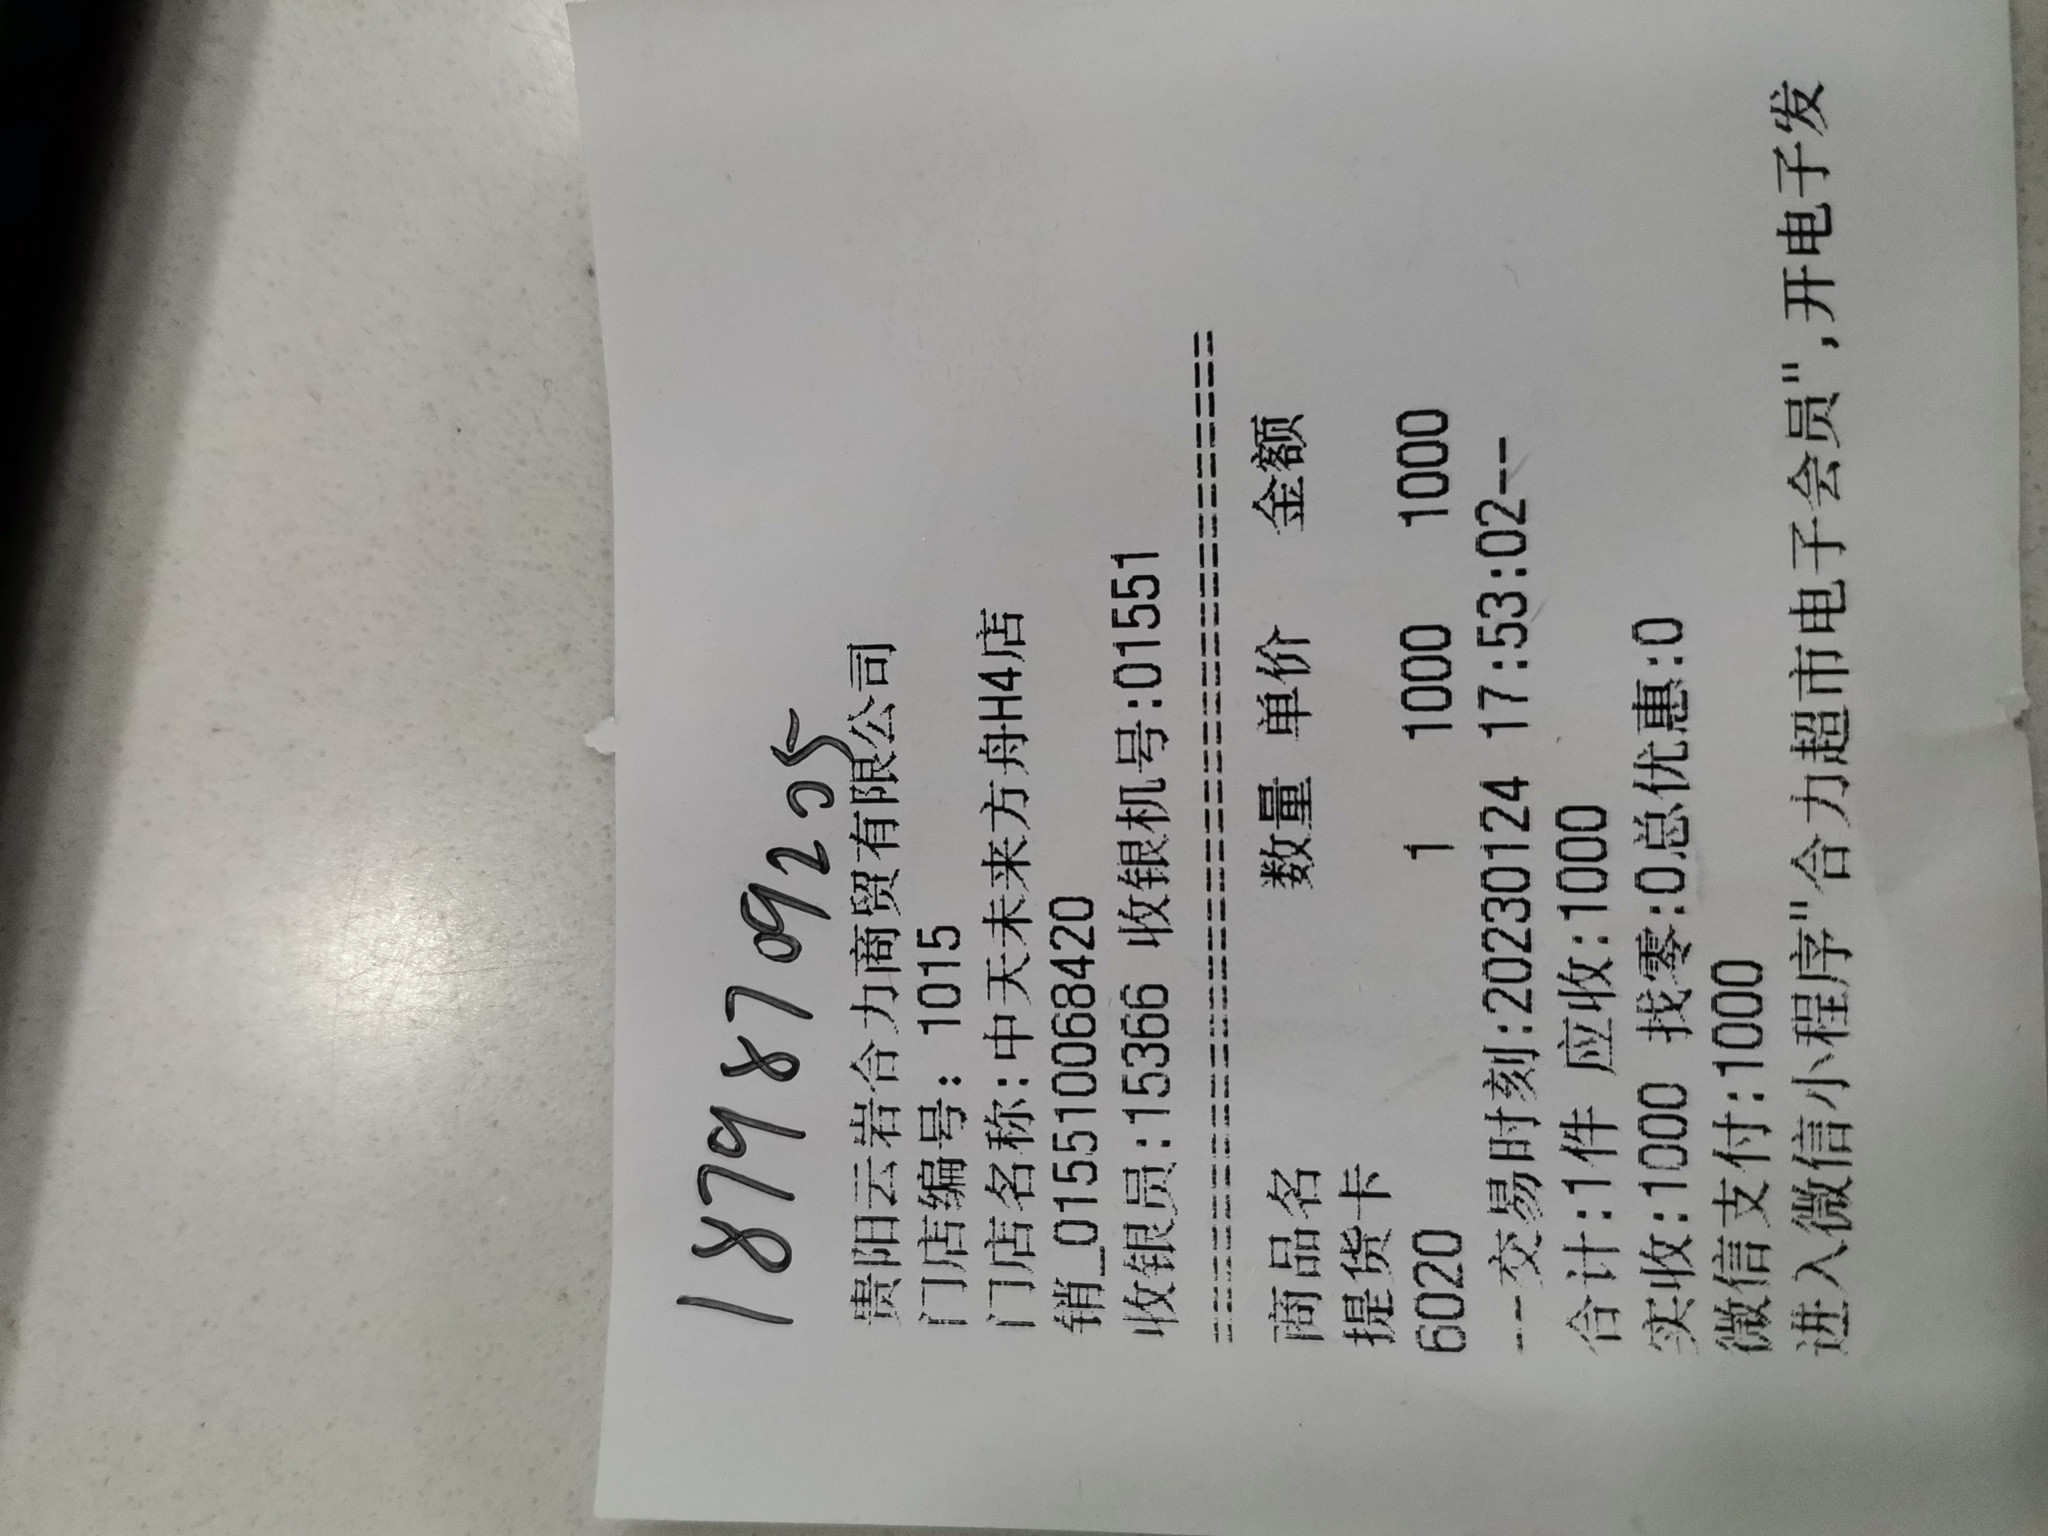 18798709205
贵阳云岩合力商贸有限公司
门店编号: 1015
门店名称:中天未来方舟H4店
销_015510068420
收银员:15366 收银机号:01551
================================
商品名 数量 单价 金额
提货卡
6020 1 1000 1000
---交易时刻:20230124 17:53:02--
合计:1件 应收:1000
实收:1000 找零:0总优惠:0
微信支付:1000
进入微信小程序"合力超市电子会员",开电子发